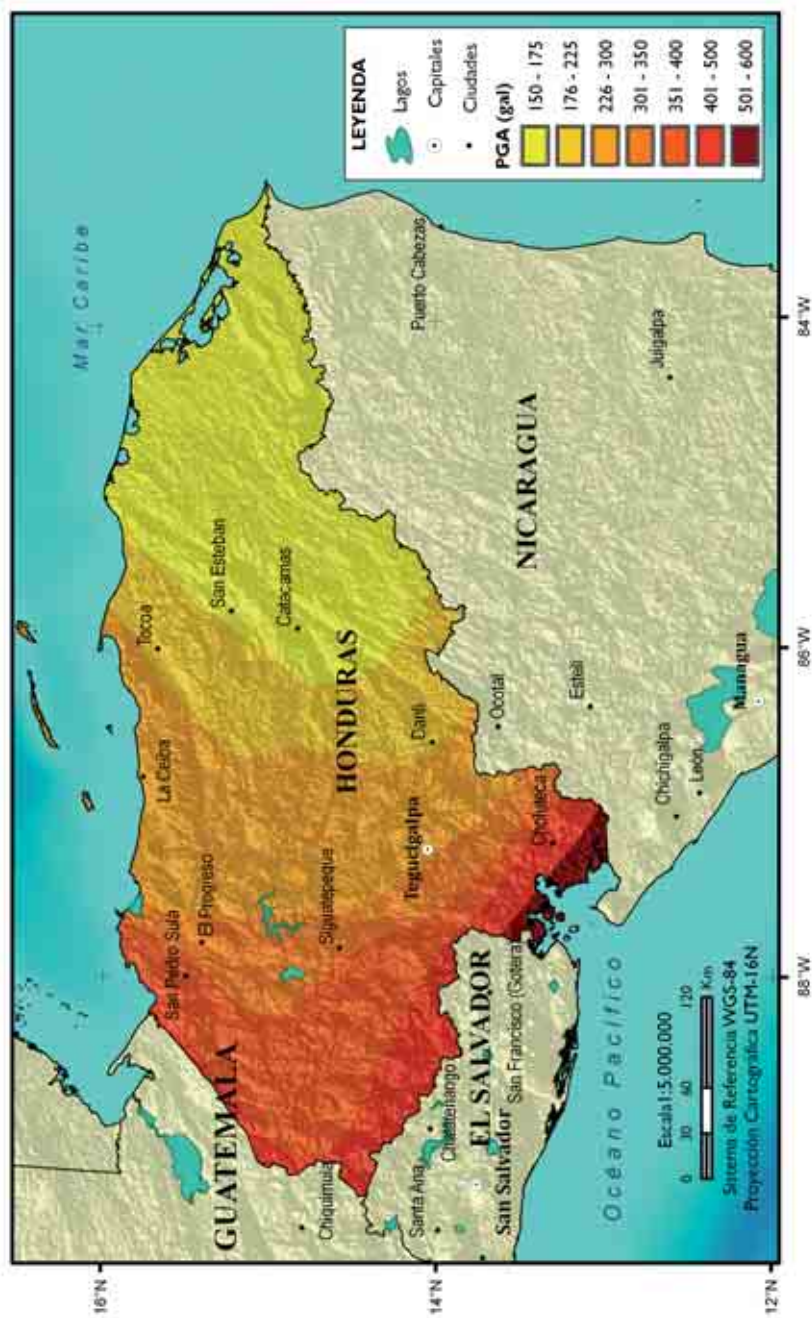 Mar Caribe
LEYENDA
Lagos
Capitales
Ciudades
PGA (gal)
150 - 175
176 - 225
226 - 300
301 - 350
351 - 400
401 - 500
501 - 600
GUATEMALA
Chiquimula
San Pedro Sula
El Progreso
La Ceiba
Tocoa
San Esteban
Catacamas
HONDURAS
Siguatepeque
Tegucigalpa
Danlí
Choluteca
Puerto Cabezas
NICARAGUA
Ocotal
Estelí
Juigalpa
Chichigalpa
León
Managua
Santa Ana
Chalatenango
EL SALVADOR
San Salvador
San Francisco (Gotera)
Océano Pacífico
Escala1:5.000.000
0 30 60 120
Km
Sistema de Referencia WGS-84
Proyección Cartográfica UTM-16N
16°N
14°N
12°N
88°W
86°W
84°W